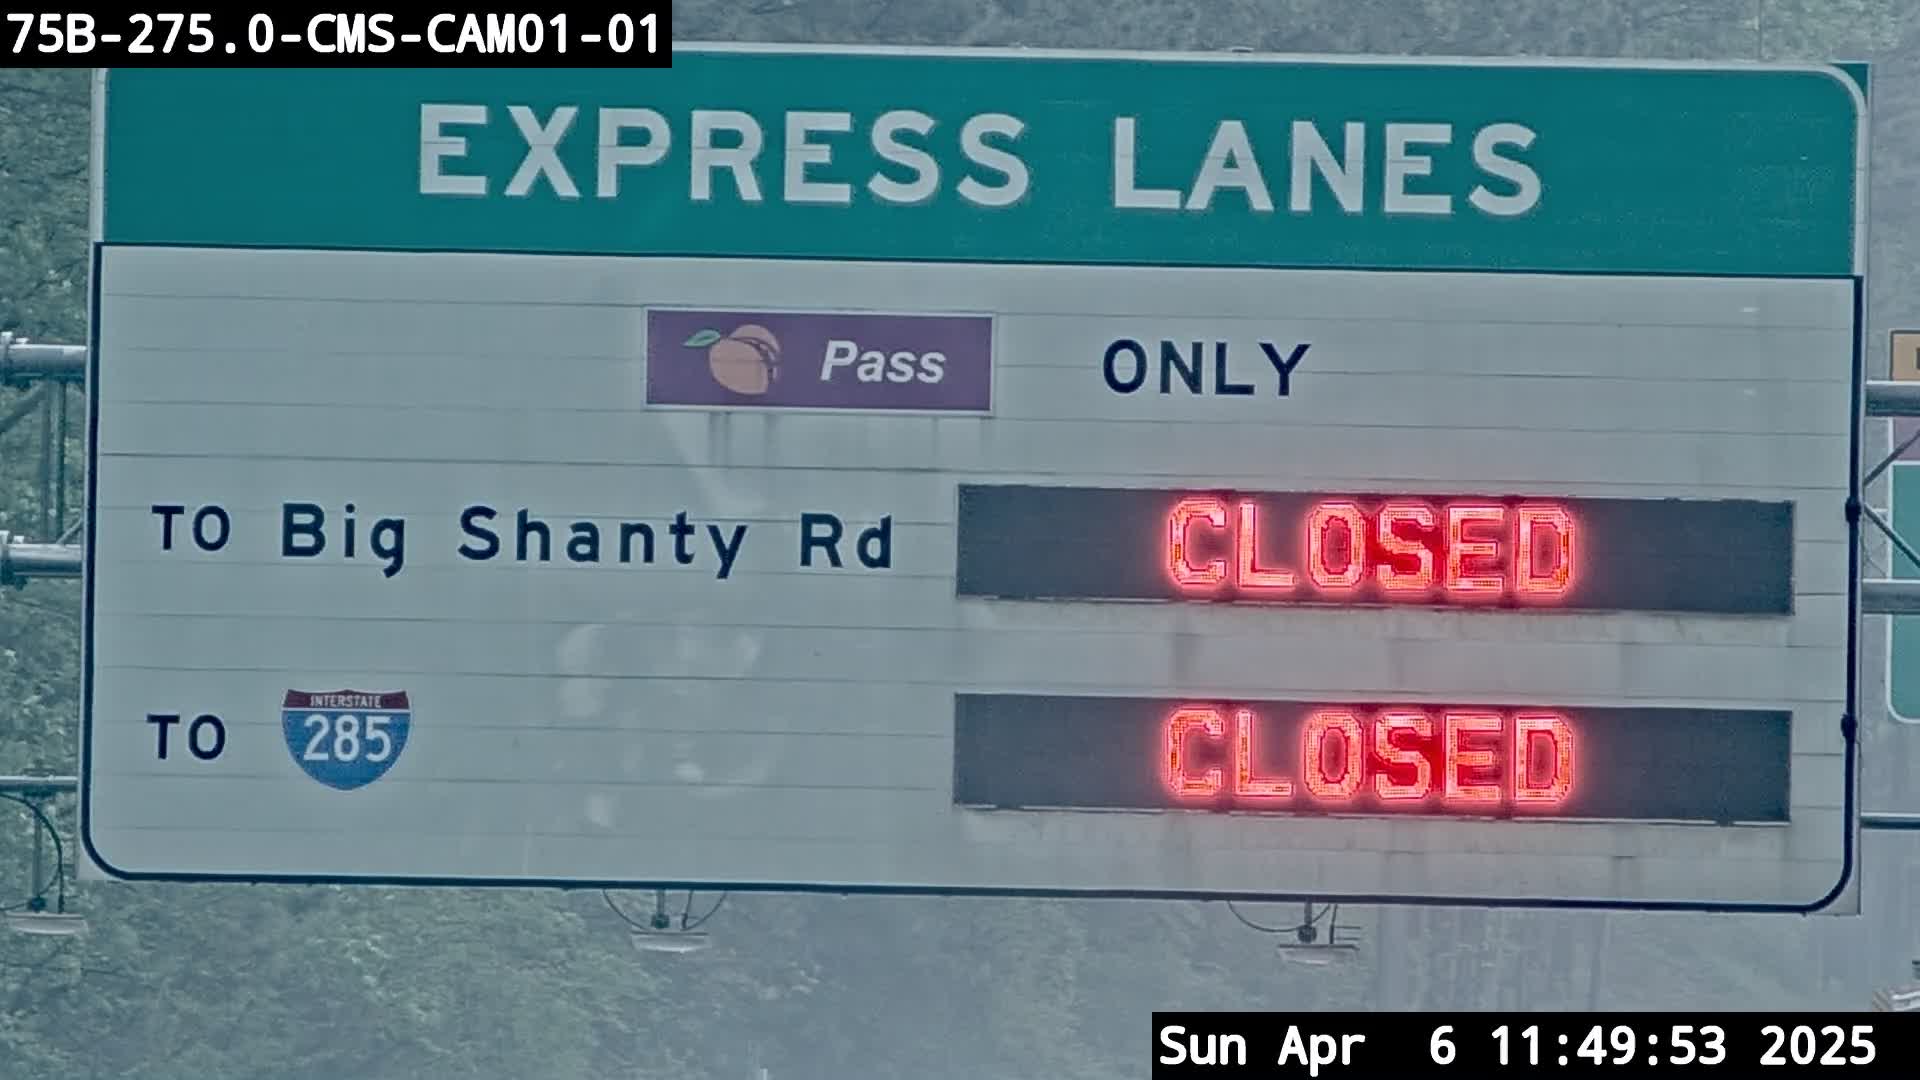 75B-275.0-CMS-CAM01-01
EXPRESS LANES
Pass ONLY
TO Big Shanty Rd CLOSED
TO INTERSTATE 285 CLOSED
Sun Apr 6 11:49:53 2025